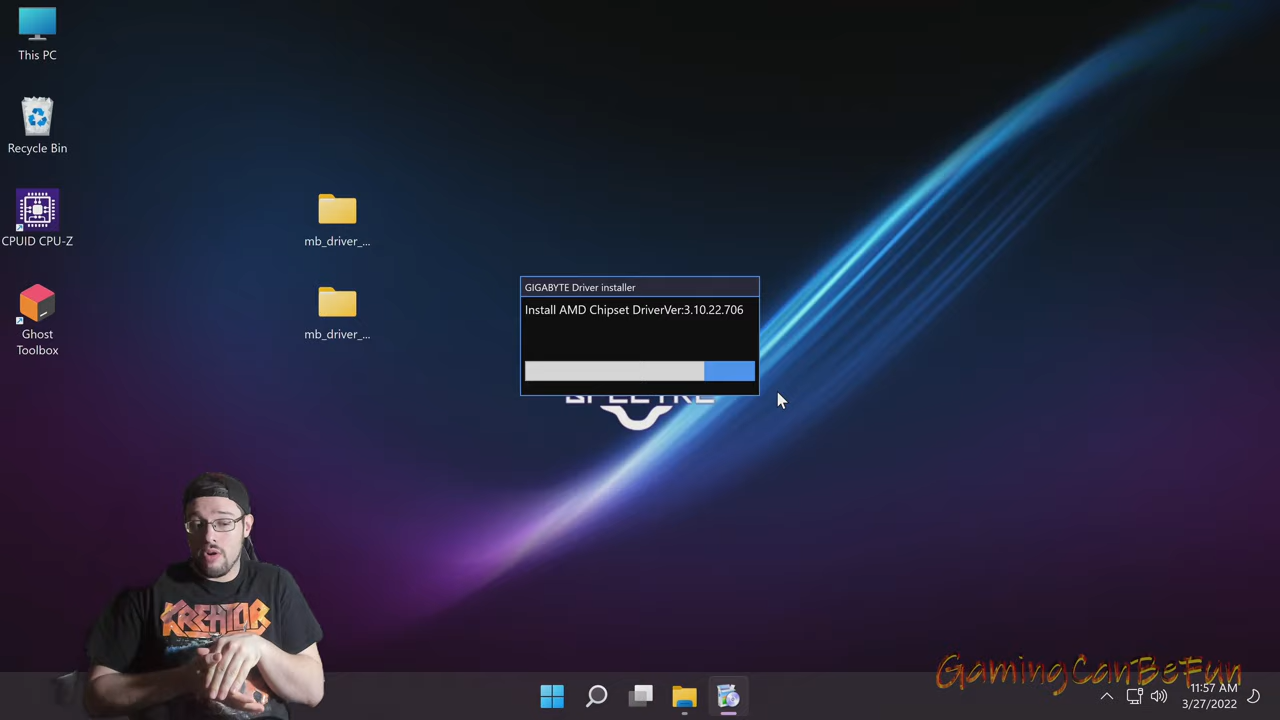 This PC
Recycle Bin
CPUID CPU-Z
Ghost
Toolbox
mb_driver_...
mb_driver_...
GIGABYTE Driver installer
Install AMD Chipset DriverVer:3.10.22.706
SPECTRE
KREATOR
GamingCanBeFun
11:57 AM
3/27/2022